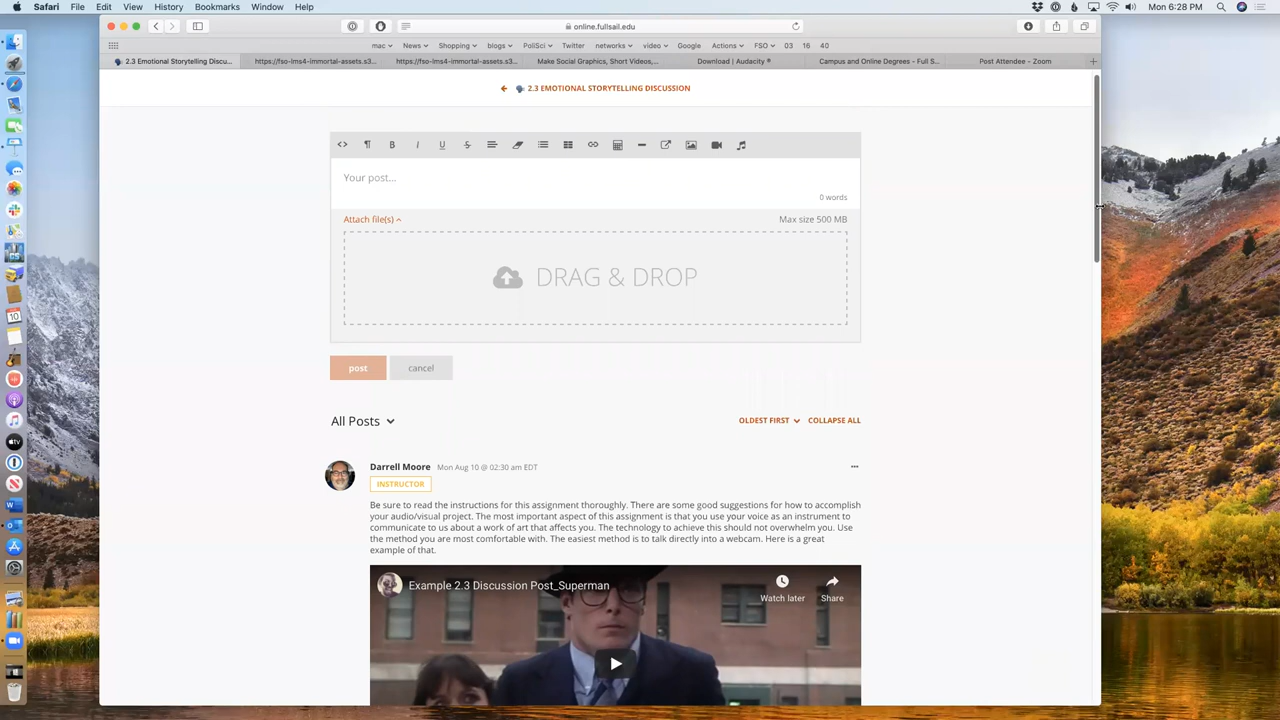 Safari File Edit View History Bookmarks Window Help Mon 6:28 PM
online.fullsail.edu
mac News Shopping blogs PoliSci Twitter networks video Google Actions FSO 03 16 40
2.3 Emotional Storytelling Discu... https://fso-lms4-immortal-assets.s3... https://fso-lms4-immortal-assets.s3... Make Social Graphics, Short Videos,... Download | Audacity ® Campus and Online Degrees - Full S... Post Attendee - Zoom
2.3 EMOTIONAL STORYTELLING DISCUSSION
Your post...
0 words
Attach file(s) Max size 500 MB
DRAG & DROP
post cancel
All Posts OLDEST FIRST COLLAPSE ALL
Darrell Moore Mon Aug 10 @ 02:30 am EDT
INSTRUCTOR
Be sure to read the instructions for this assignment thoroughly. There are some good suggestions for how to accomplish
your audio/visual project. The most important aspect of this assignment is that you use your voice as an instrument to
communicate to us about a work of art that affects you. The technology to achieve this should not overwhelm you. Use
the method you are most comfortable with. The easiest method is to talk directly into a webcam. Here is a great
example of that.
Example 2.3 Discussion Post_Superman
Watch later Share